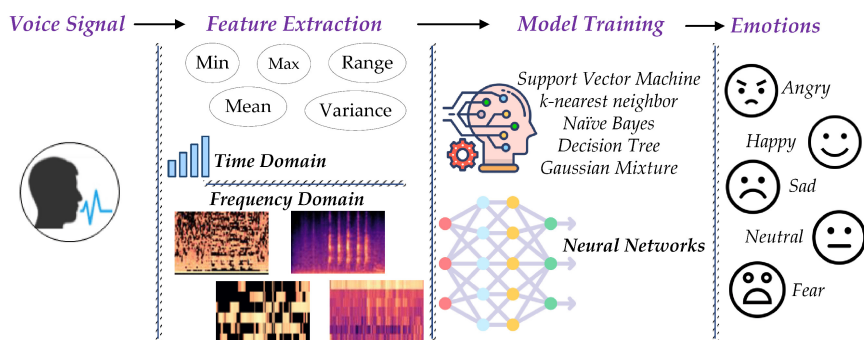 Voice Signal
Feature Extraction
Model Training
Emotions
Min
Max
Range
Mean
Variance
Time Domain
Frequency Domain
Support Vector Machine
k-nearest neighbor
Naïve Bayes
Decision Tree
Gaussian Mixture
Neural Networks
Angry
Happy
Sad
Neutral
Fear